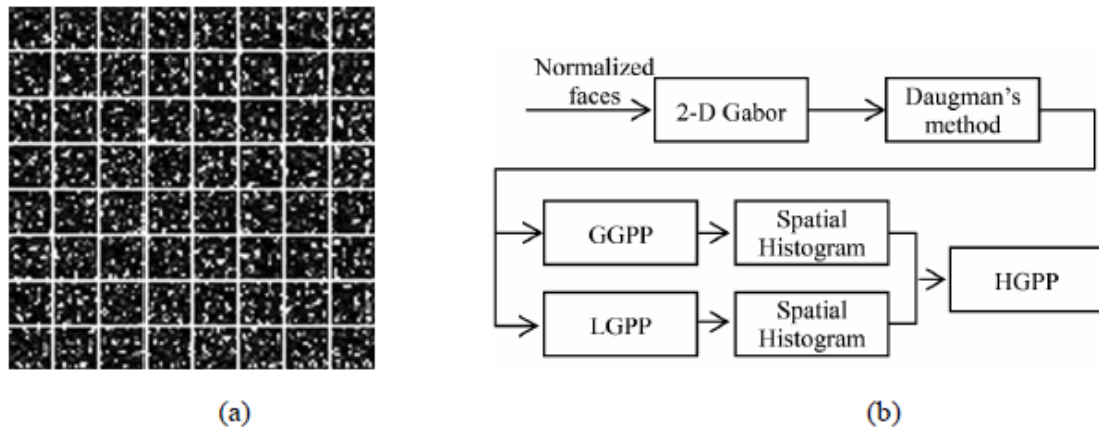 Normalized
faces
2-D Gabor
Daugman's
method
GGPP
Spatial
Histogram
HGPP
LGPP
Spatial
Histogram
(a)
(b)